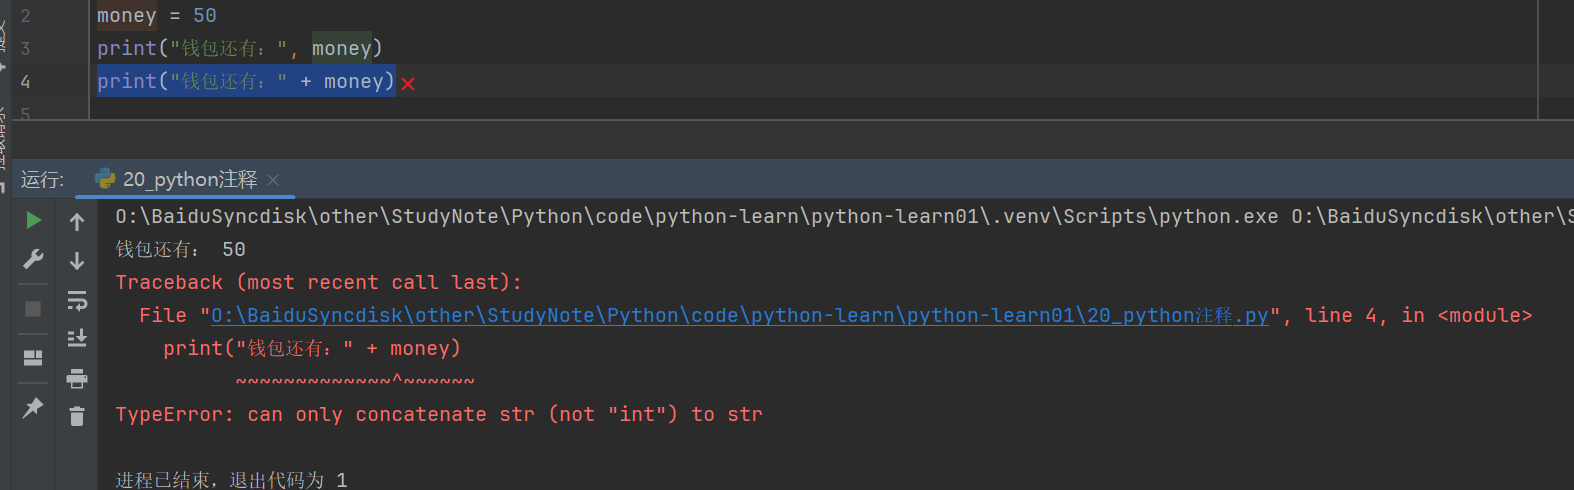 2 money = 50
3 print("钱包还有：", money)
4 print("钱包还有：" + money)
5
运行: 20_python注释
O:\BaiduSyncdisk\other\StudyNote\Python\code\python-learn\python-learn01\.venv\Scripts\python.exe O:\BaiduSyncdisk\other\S
钱包还有： 50
Traceback (most recent call last):
File "O:\BaiduSyncdisk\other\StudyNote\Python\code\python-learn\python-learn01\20_python注释.py", line 4, in <module>
print("钱包还有：" + money)
~~~~~~~~~~~~~^~~~~~
TypeError: can only concatenate str (not "int") to str
进程已结束，退出代码为 1